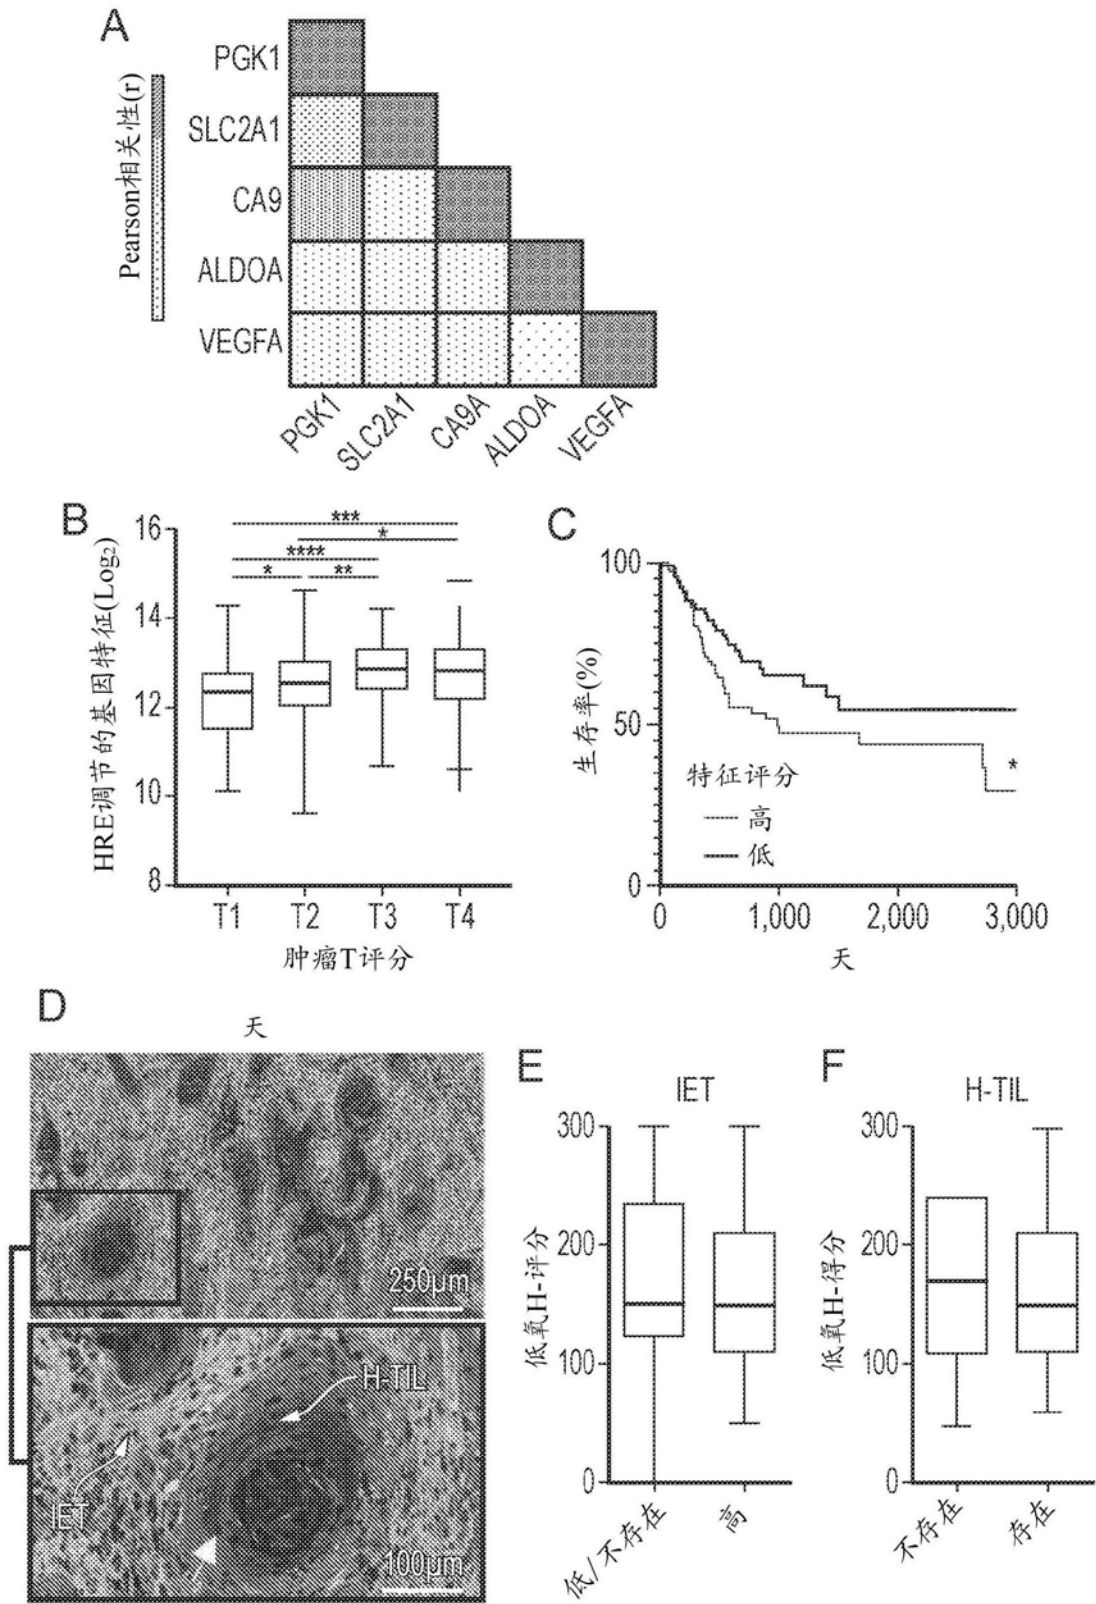 A
Pearson相关性(r)
PGK1
SLC2A1
CA9
ALDOA
VEGFA
PGK1
SLC2A1
CA9A
ALDOA
VEGFA
B
HRE调节的基因特征(Log₂)
16
14
12
10
8
***
*
****
*
**
T1
T2
T3
T4
肿瘤T评分
C
生存率(%)
100
50
0
特征评分
高
低
*
0
1,000
2,000
3,000
天
D
天
250μm
H-TIL
IET
100μm
E
IET
低氧H-评分
300
200
100
0
低/不存在
高
F
H-TIL
低氧H-得分
300
200
100
0
不存在
存在